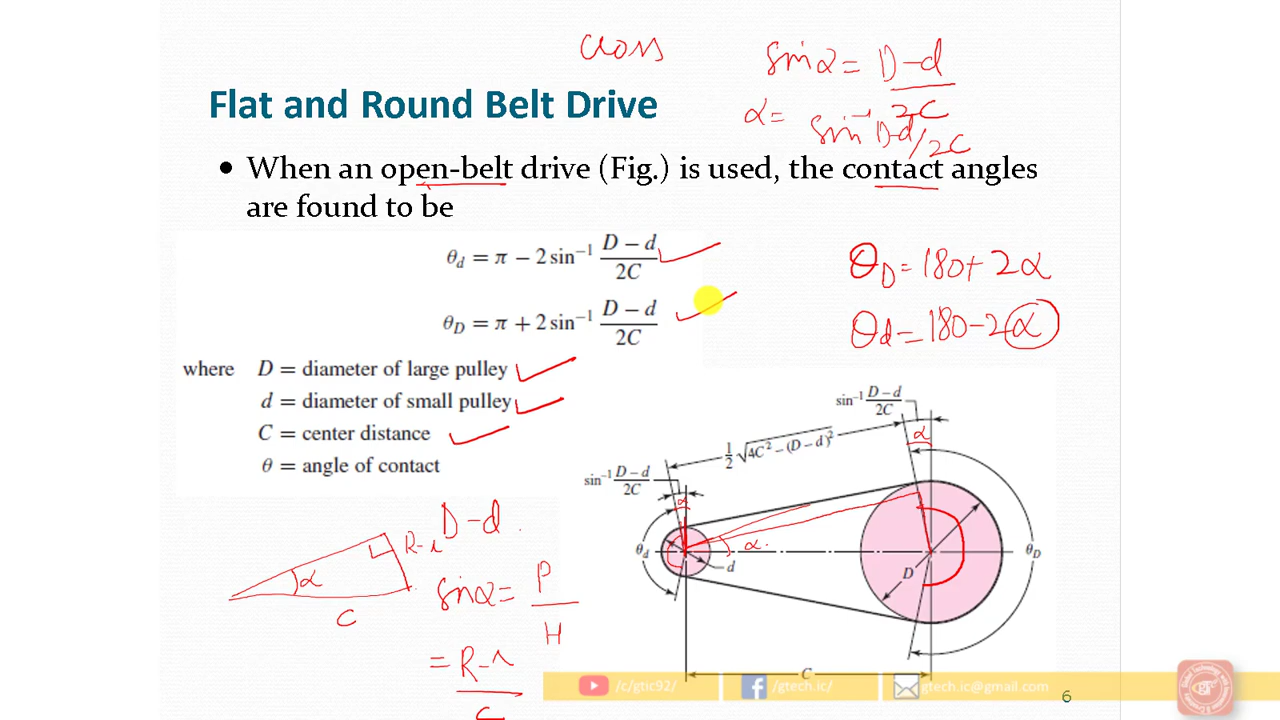 cross
sinα = D-d
2C
α = sin⁻¹ D-d/2C
Flat and Round Belt Drive
• When an open-belt drive (Fig.) is used, the contact angles
are found to be
θd = π − 2 sin⁻¹ D − d
2C
θD = π + 2 sin⁻¹ D − d
2C
θD = 180 + 2α
θd = 180 - 2α
where D = diameter of large pulley
d = diameter of small pulley
C = center distance
θ = angle of contact
sin⁻¹ D − d
2C
α
½ √4C² − (D − d)²
sin⁻¹ D − d
2C
α
θd
α
d
D
θD
C
α
C
D-d
sinα = P
H
= R-r
C
/c/gtic92/
/gtech.ic/
gtech.ic@gmail.com
6